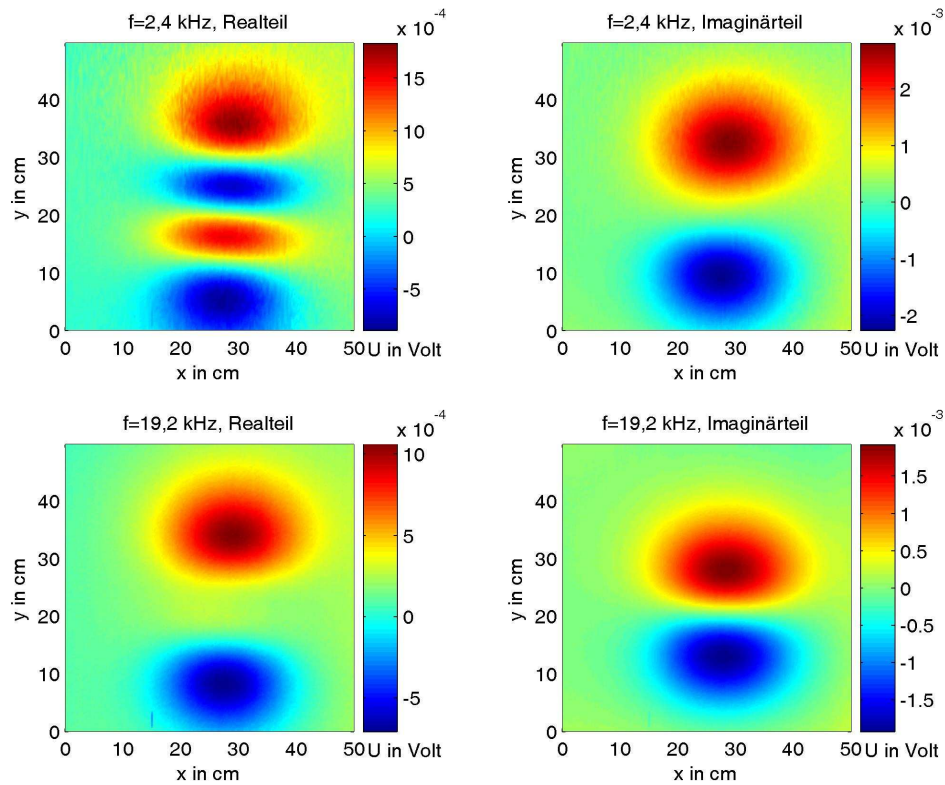 f=2,4 kHz, Realteil
x 10-4
y in cm
40
30
20
10
0
0 10 20 30 40 50
x in cm
15
10
5
0
-5
U in Volt
f=2,4 kHz, Imaginärteil
x 10-3
y in cm
40
30
20
10
0
0 10 20 30 40 50
x in cm
2
1
0
-1
-2
U in Volt
f=19,2 kHz, Realteil
x 10-4
y in cm
40
30
20
10
0
0 10 20 30 40 50
x in cm
10
5
0
-5
U in Volt
f=19,2 kHz, Imaginärteil
x 10-3
y in cm
40
30
20
10
0
0 10 20 30 40 50
x in cm
1.5
1
0.5
0
-0.5
-1
-1.5
U in Volt